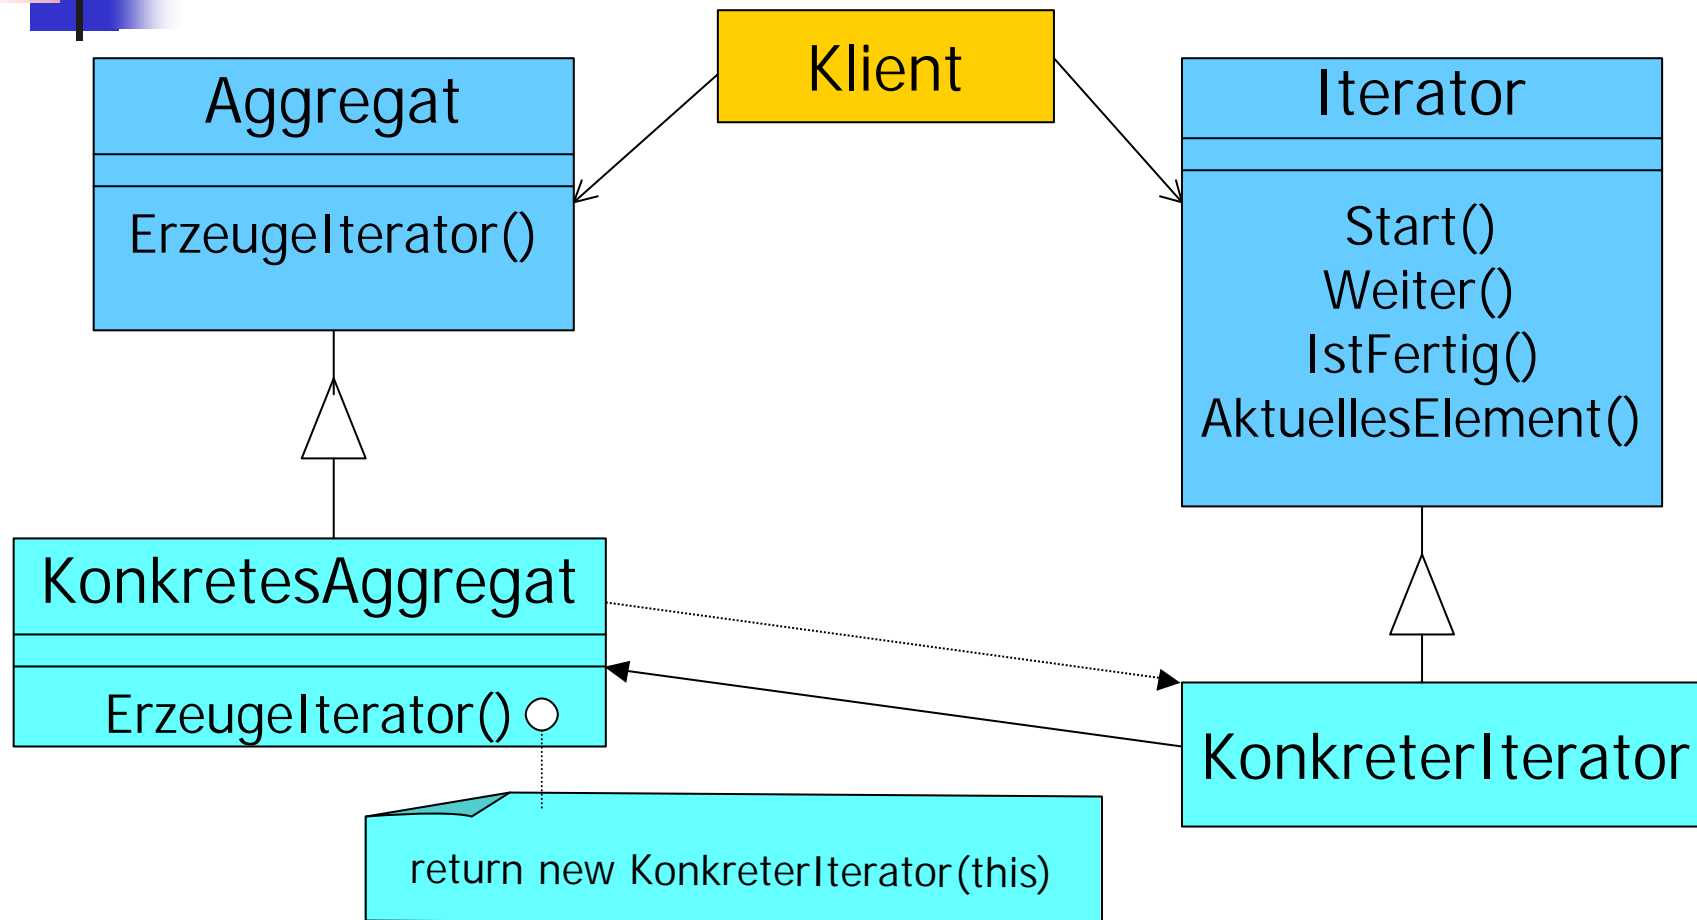 Klient
Aggregat
ErzeugeIterator()
Iterator
Start()
Weiter()
IstFertig()
AktuellesElement()
KonkretesAggregat
ErzeugeIterator()
KonkreterIterator
return new KonkreterIterator(this)